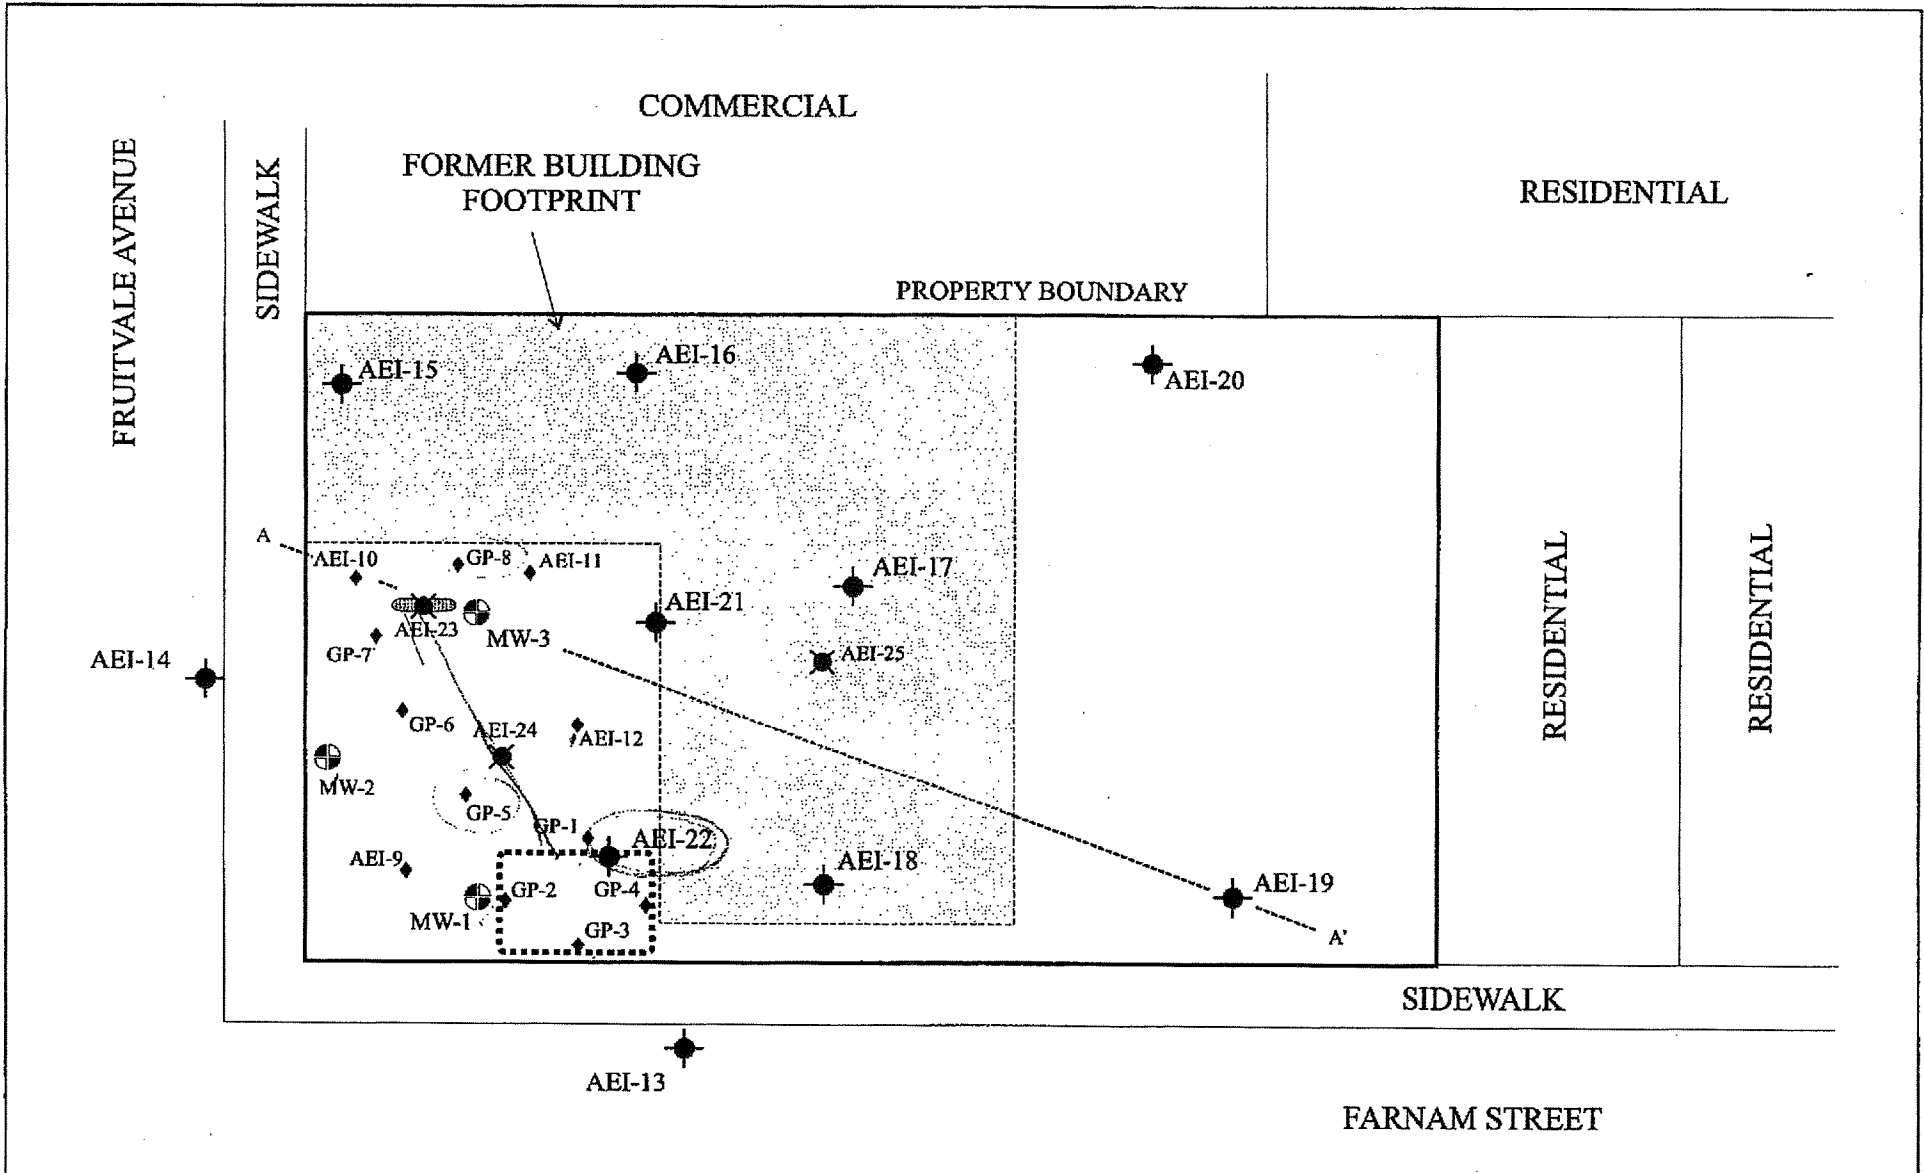 COMMERCIAL
FORMER BUILDING
FOOTPRINT
RESIDENTIAL
FRUITVALE AVENUE
SIDEWALK
PROPERTY BOUNDARY
AEI-15
AEI-16
AEI-20
A
AEI-10
GP-8
AEI-11
AEI-17
AEI-21
AEI-23
MW-3
GP-7
AEI-25
AEI-14
RESIDENTIAL
RESIDENTIAL
GP-6
AEI-24
AEI-12
MW-2
GP-5
GP-1
AEI-22
AEI-9
AEI-18
GP-2
GP-4
AEI-19
MW-1
GP-3
A'
SIDEWALK
AEI-13
FARNAM STREET